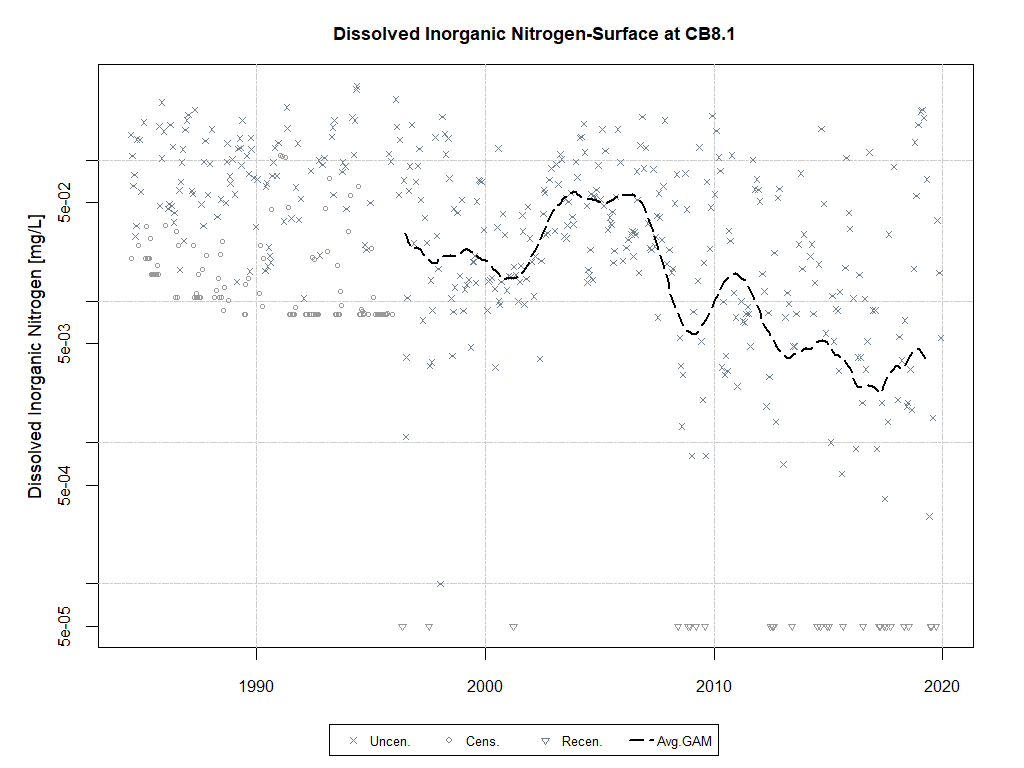 Dissolved Inorganic Nitrogen-Surface at CB8.1
Dissolved Inorganic Nitrogen [mg/L]
5e-02
5e-03
5e-04
5e-05
1990 2000 2010 2020
Uncen. Cens. Recen. Avg.GAM